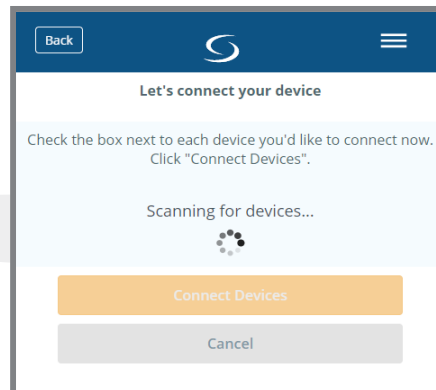 Back
Let's connect your device
Check the box next to each device you'd like to connect now.
Click "Connect Devices".
Scanning for devices...
Connect Devices
Cancel